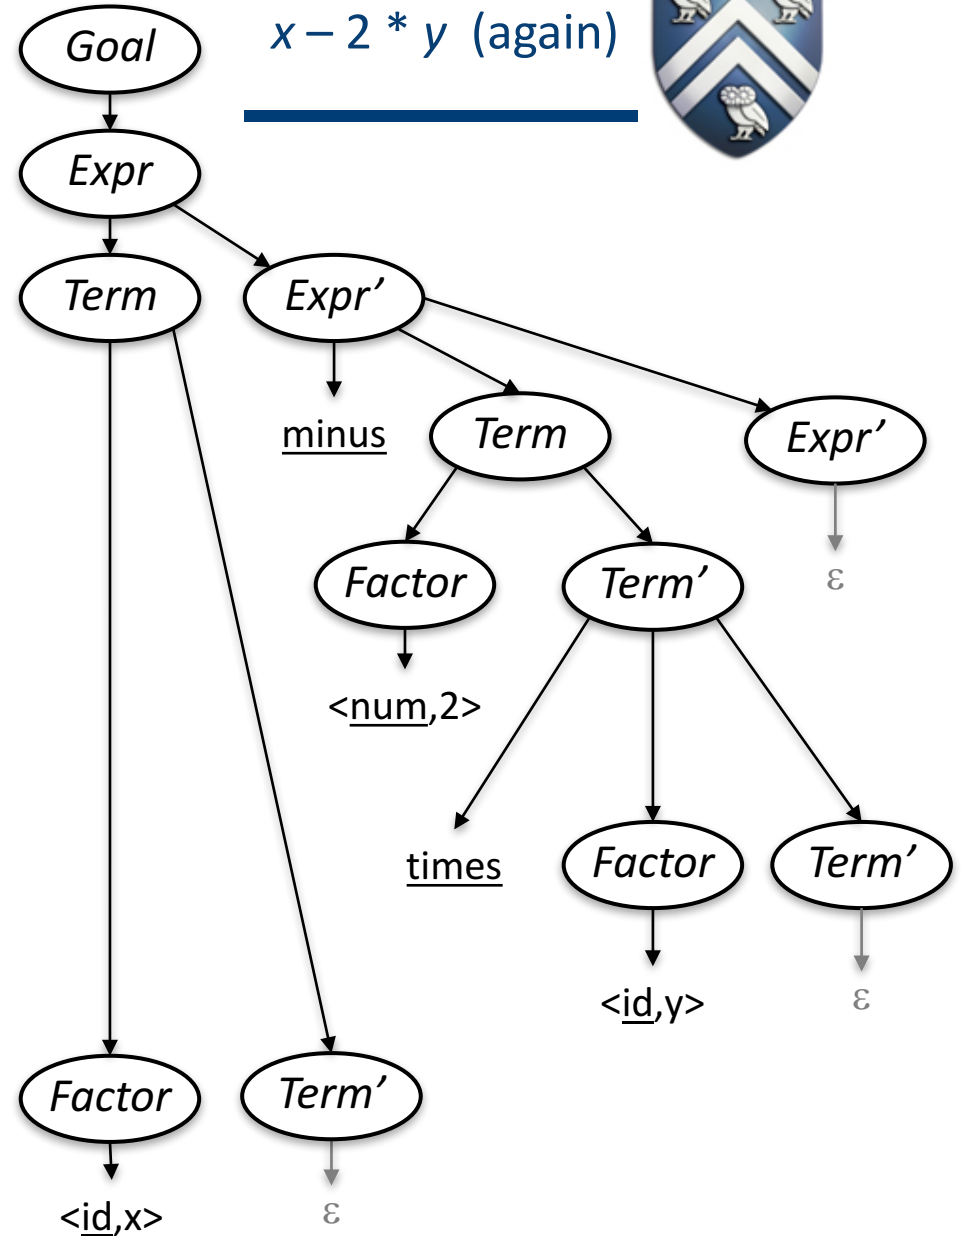 Goal
x – 2 * y (again)
Expr
Term
Expr’
minus
Term
Expr’
Factor
Term’
ε
<num,2>
times
Factor
Term’
<id,y>
ε
Factor
Term’
<id,x>
ε